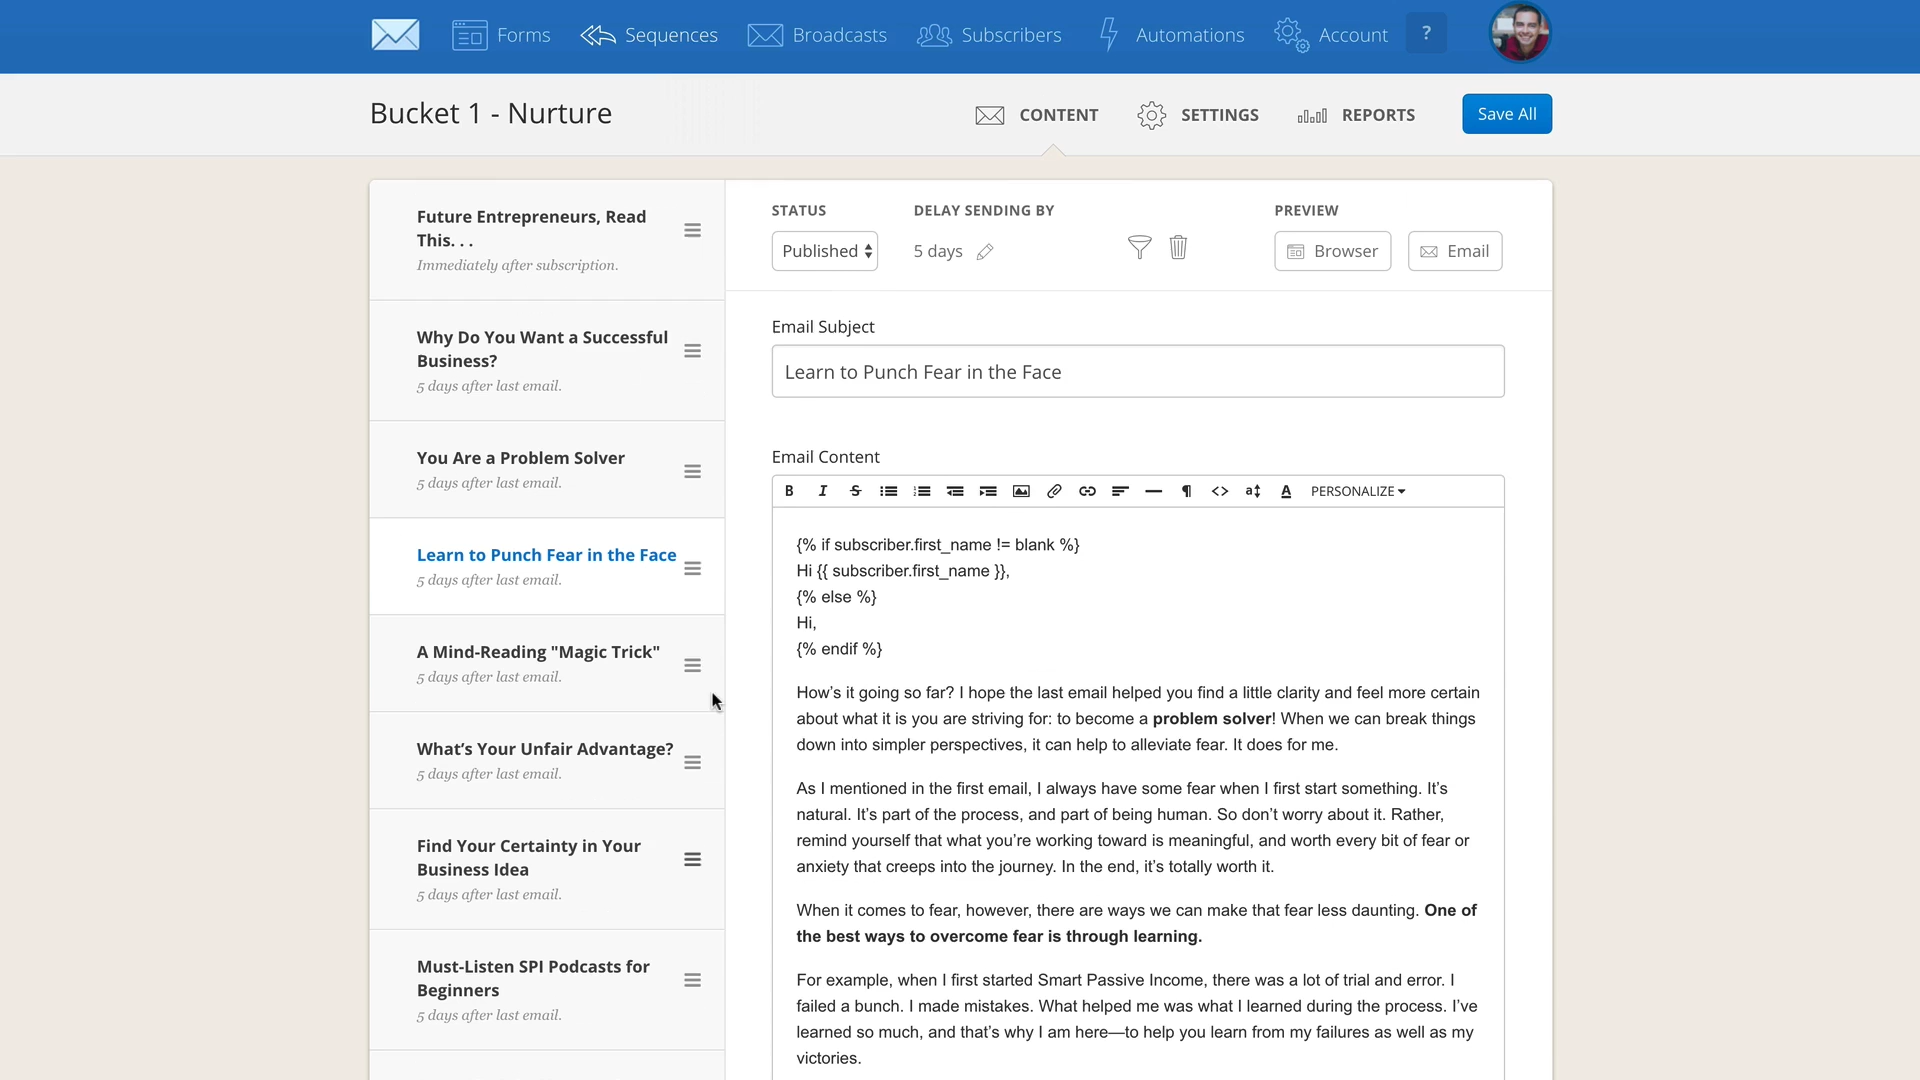 Forms
Sequences
Broadcasts
Subscribers
Automations
Account
?
Bucket 1 - Nurture
CONTENT
SETTINGS
REPORTS
Save All
Future Entrepreneurs, Read
This. . .
Immediately after subscription.
Why Do You Want a Successful
Business?
5 days after last email.
You Are a Problem Solver
5 days after last email.
Learn to Punch Fear in the Face
5 days after last email.
A Mind-Reading "Magic Trick"
5 days after last email.
What’s Your Unfair Advantage?
5 days after last email.
Find Your Certainty in Your
Business Idea
5 days after last email.
Must-Listen SPI Podcasts for
Beginners
5 days after last email.
STATUS
Published
DELAY SENDING BY
5 days
PREVIEW
Browser
Email
Email Subject
Learn to Punch Fear in the Face
Email Content
B I S a A PERSONALIZE
{% if subscriber.first_name != blank %}
Hi {{ subscriber.first_name }},
{% else %}
Hi,
{% endif %}
How’s it going so far? I hope the last email helped you find a little clarity and feel more certain
about what it is you are striving for: to become a problem solver! When we can break things
down into simpler perspectives, it can help to alleviate fear. It does for me.
As I mentioned in the first email, I always have some fear when I first start something. It’s
natural. It’s part of the process, and part of being human. So don’t worry about it. Rather,
remind yourself that what you’re working toward is meaningful, and worth every bit of fear or
anxiety that creeps into the journey. In the end, it’s totally worth it.
When it comes to fear, however, there are ways we can make that fear less daunting. One of
the best ways to overcome fear is through learning.
For example, when I first started Smart Passive Income, there was a lot of trial and error. I
failed a bunch. I made mistakes. What helped me was what I learned during the process. I’ve
learned so much, and that’s why I am here—to help you learn from my failures as well as my
victories.